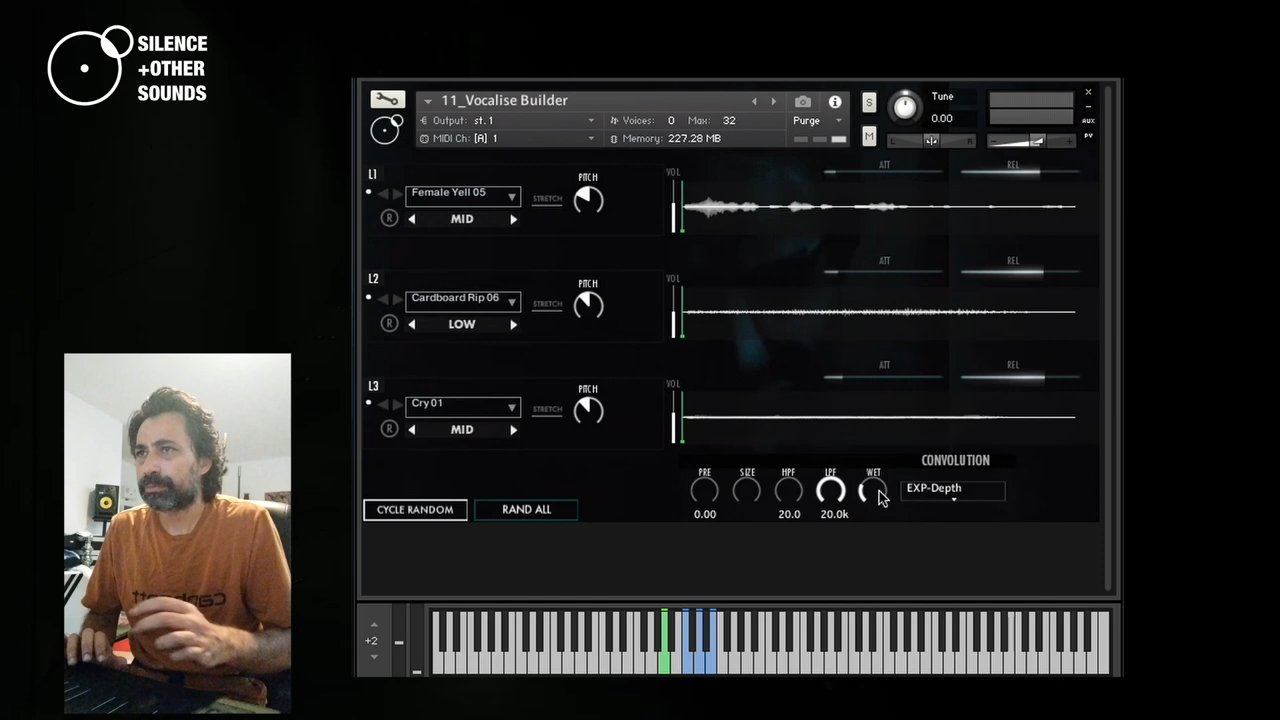 SILENCE
+OTHER
SOUNDS
11_Vocalise Builder
Output: st. 1
Voices: 0 Max: 32
Purge
MIDI Ch: [A] 1
Memory: 227.28 MB
S
M
Tune
0.00
L R
AUX
PV
L1
Female Yell 05
STRETCH
PITCH
VOL
ATT
REL
R
MID
L2
Cardboard Rip 06
STRETCH
PITCH
VOL
ATT
REL
R
LOW
L3
Cry 01
STRETCH
PITCH
VOL
ATT
REL
R
MID
CONVOLUTION
PRE SIZE HPF LPF WET
EXP-Depth
0.00 20.0 20.0k
CYCLE RANDOM
RAND ALL
+2